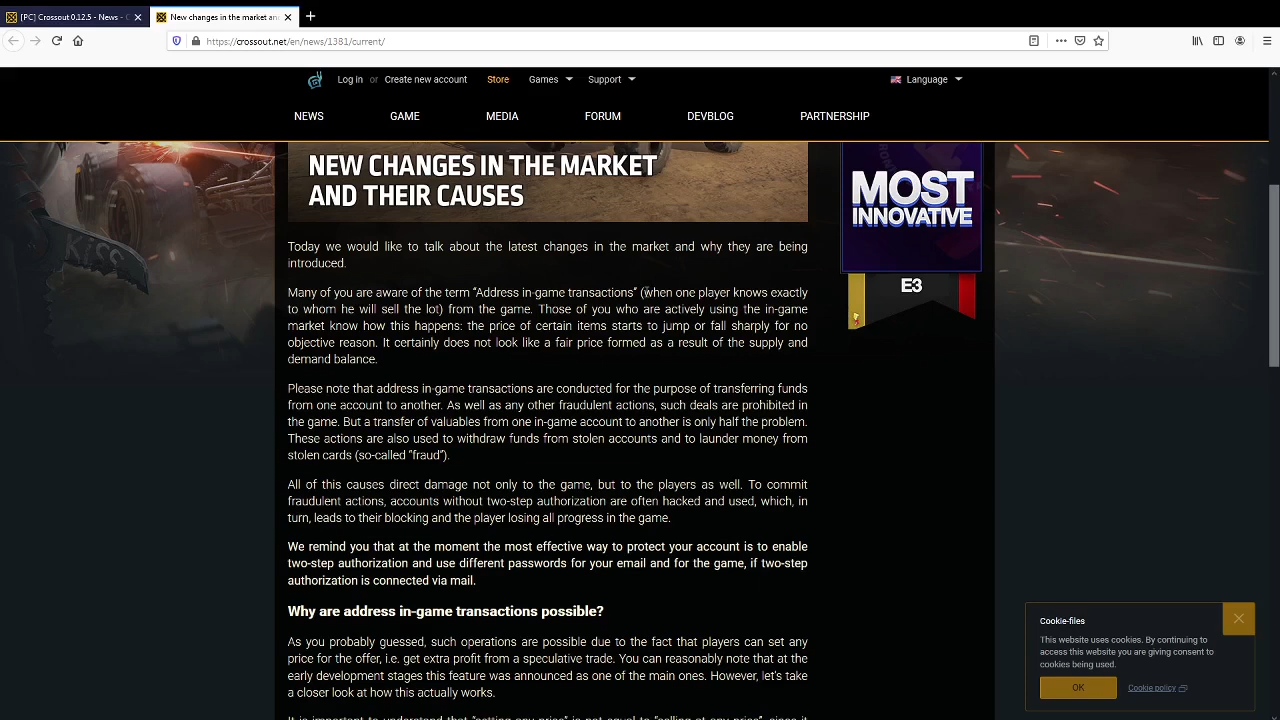 [PC] Crossout 0.12.5 - News -
New changes in the market an
https://crossout.net/en/news/1381/current/
Log in or Create new account Store Games Support Language
NEWS GAME MEDIA FORUM DEVBLOG PARTNERSHIP
NEW CHANGES IN THE MARKET
AND THEIR CAUSES
MOST
INNOVATIVE
E3
KISS
Today we would like to talk about the latest changes in the market and why they are being
introduced.
Many of you are aware of the term “Address in-game transactions” (when one player knows exactly
to whom he will sell the lot) from the game. Those of you who are actively using the in-game
market know how this happens: the price of certain items starts to jump or fall sharply for no
objective reason. It certainly does not look like a fair price formed as a result of the supply and
demand balance.
Please note that address in-game transactions are conducted for the purpose of transferring funds
from one account to another. As well as any other fraudulent actions, such deals are prohibited in
the game. But a transfer of valuables from one in-game account to another is only half the problem.
These actions are also used to withdraw funds from stolen accounts and to launder money from
stolen cards (so-called “fraud”).
All of this causes direct damage not only to the game, but to the players as well. To commit
fraudulent actions, accounts without two-step authorization are often hacked and used, which, in
turn, leads to their blocking and the player losing all progress in the game.
We remind you that at the moment the most effective way to protect your account is to enable
two-step authorization and use different passwords for your email and for the game, if two-step
authorization is connected via mail.
Why are address in-game transactions possible?
As you probably guessed, such operations are possible due to the fact that players can set any
price for the offer, i.e. get extra profit from a speculative trade. You can reasonably note that at the
early development stages this feature was announced as one of the main ones. However, let's take
a closer look at how this actually works.
It is important to understand that “setting any price” is not equal to “selling at any price”, since it
Cookie-files
This website uses cookies. By continuing to
access this website you are giving consent to
cookies being used.
OK Cookie policy